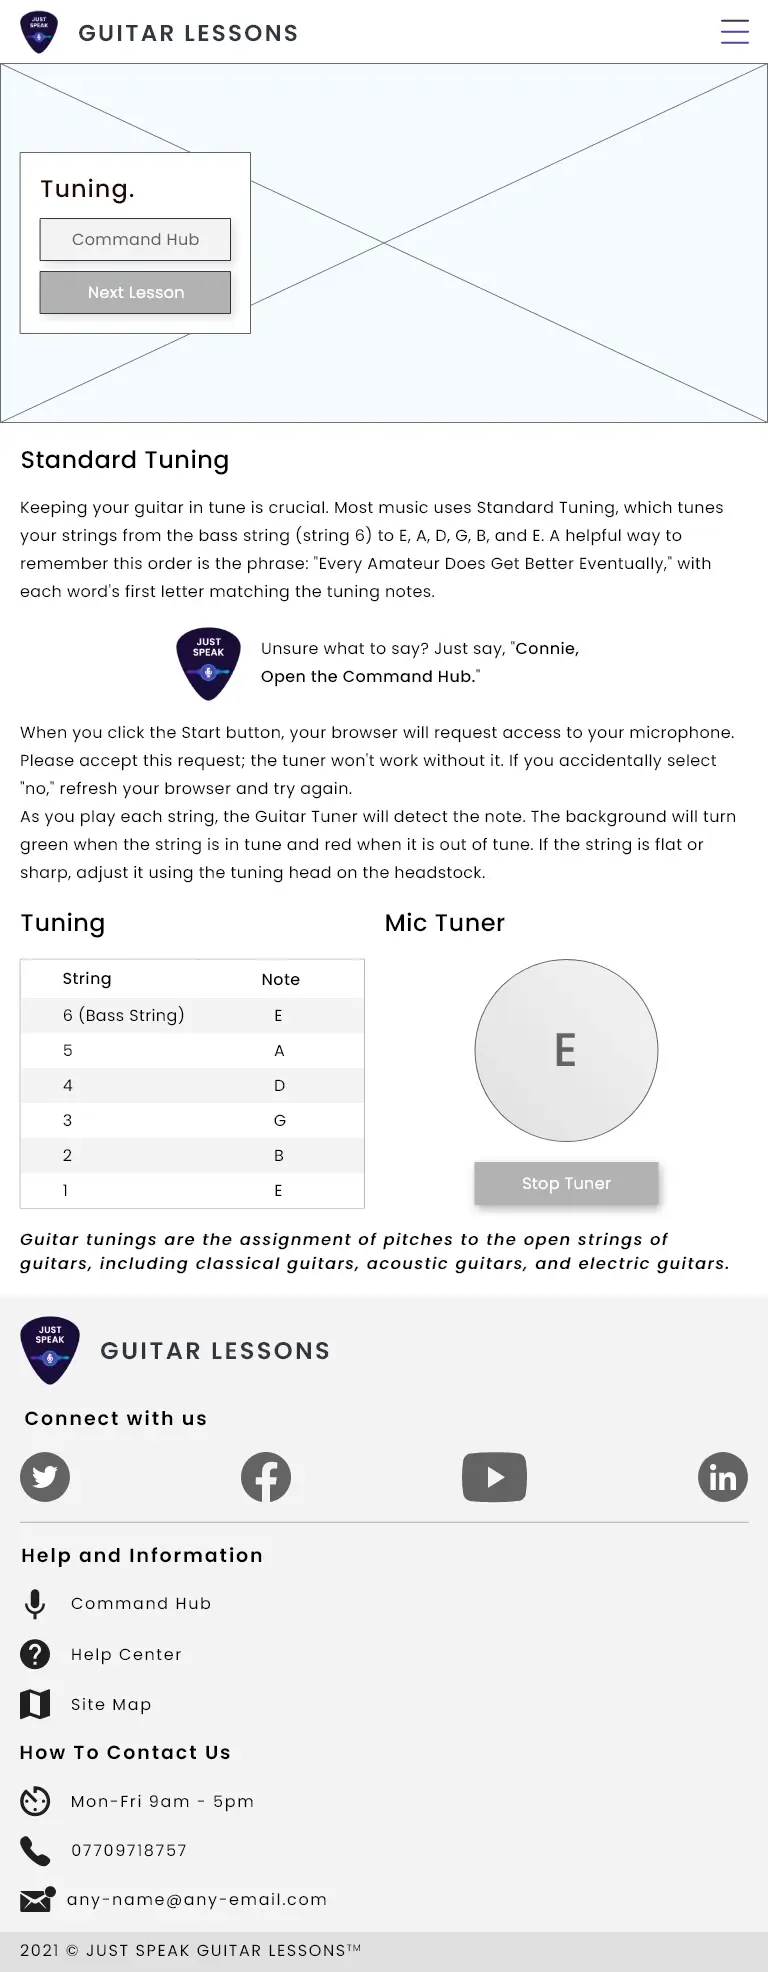 JUST
SPEAK
GUITAR LESSONS
Tuning.
Command Hub
Next Lesson
Standard Tuning
Keeping your guitar in tune is crucial. Most music uses Standard Tuning, which tunes
your strings from the bass string (string 6) to E, A, D, G, B, and E. A helpful way to
remember this order is the phrase: "Every Amateur Does Get Better Eventually," with
each word's first letter matching the tuning notes.
JUST
SPEAK
Unsure what to say? Just say, "Connie,
Open the Command Hub."
When you click the Start button, your browser will request access to your microphone.
Please accept this request; the tuner won't work without it. If you accidentally select
"no," refresh your browser and try again.
As you play each string, the Guitar Tuner will detect the note. The background will turn
green when the string is in tune and red when it is out of tune. If the string is flat or
sharp, adjust it using the tuning head on the headstock.
Tuning
String Note
6 (Bass String) E
5 A
4 D
3 G
2 B
1 E
Mic Tuner
E
Stop Tuner
Guitar tunings are the assignment of pitches to the open strings of
guitars, including classical guitars, acoustic guitars, and electric guitars.
JUST
SPEAK
GUITAR LESSONS
Connect with us
Help and Information
Command Hub
Help Center
Site Map
How To Contact Us
Mon-Fri 9am - 5pm
07709718757
any-name@any-email.com
2021 © JUST SPEAK GUITAR LESSONS™